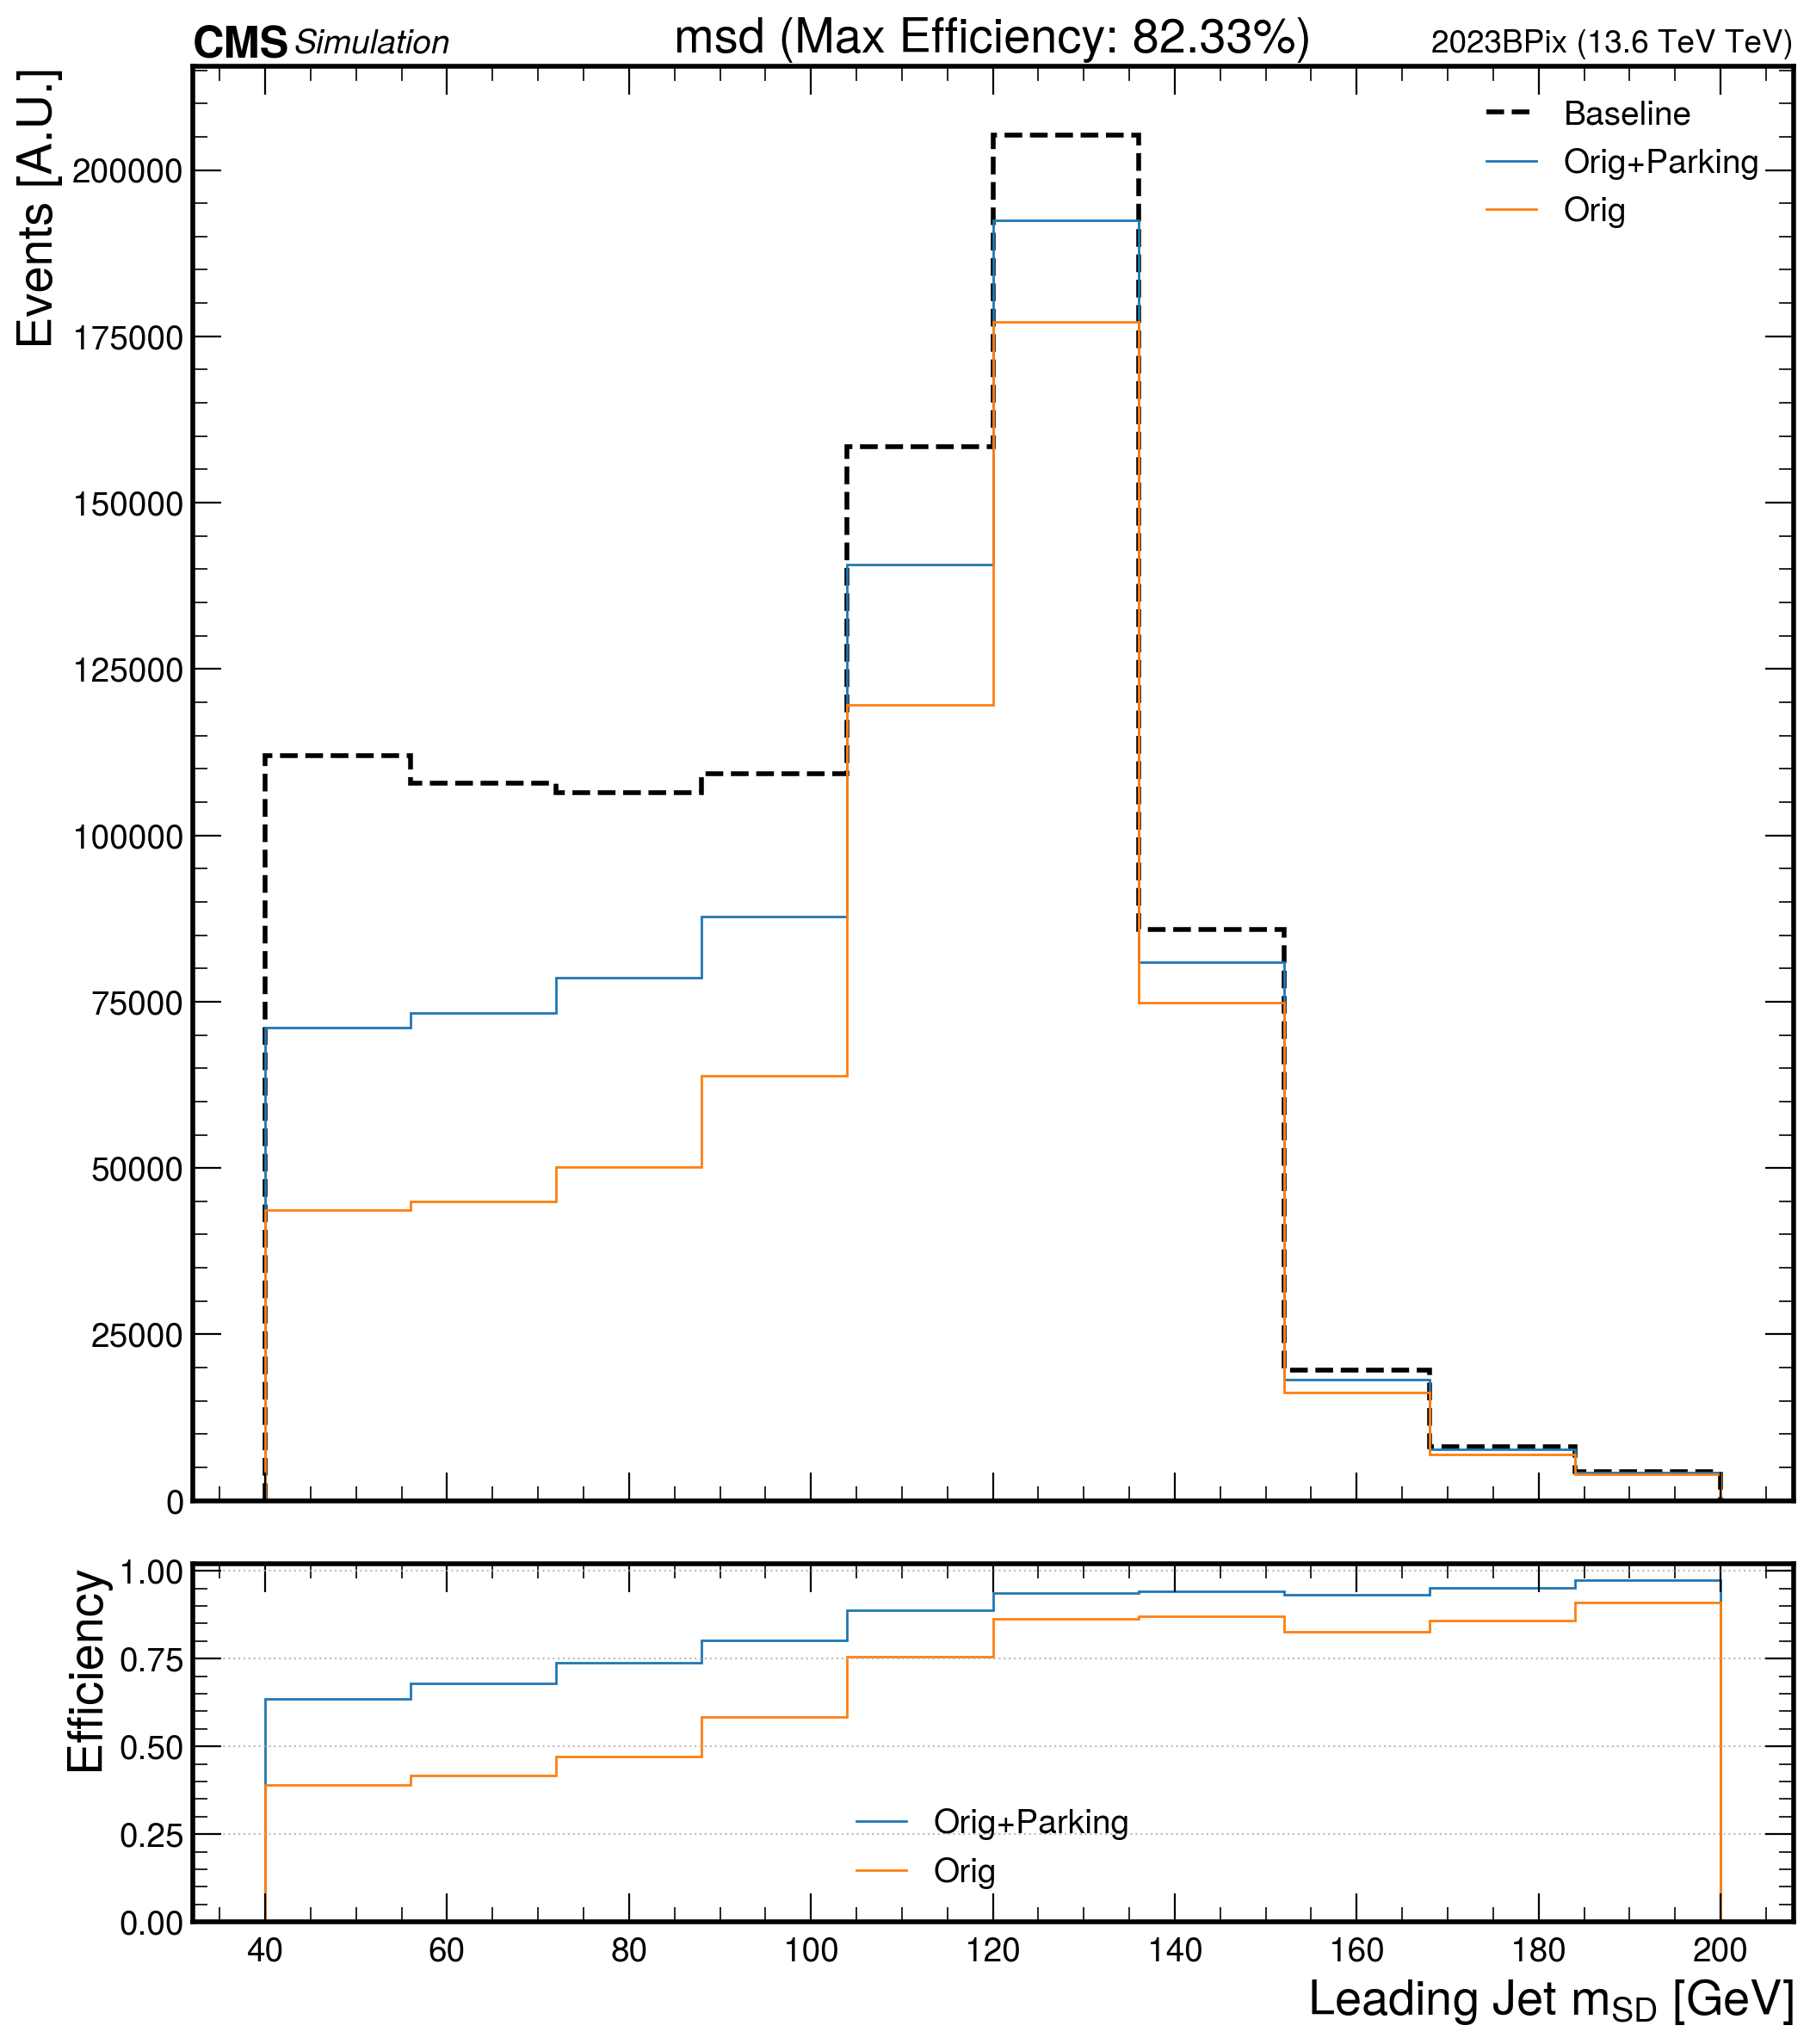 CMS Simulation msd (Max Efficiency: 82.33%) 2023BPix (13.6 TeV TeV)
Events [A.U.]
Baseline
Orig+Parking
Orig
200000
175000
150000
125000
100000
75000
50000
25000
0
Efficiency
1.00
0.75
0.50
0.25
0.00
Orig+Parking
Orig
40 60 80 100 120 140 160 180 200
Leading Jet mSD [GeV]